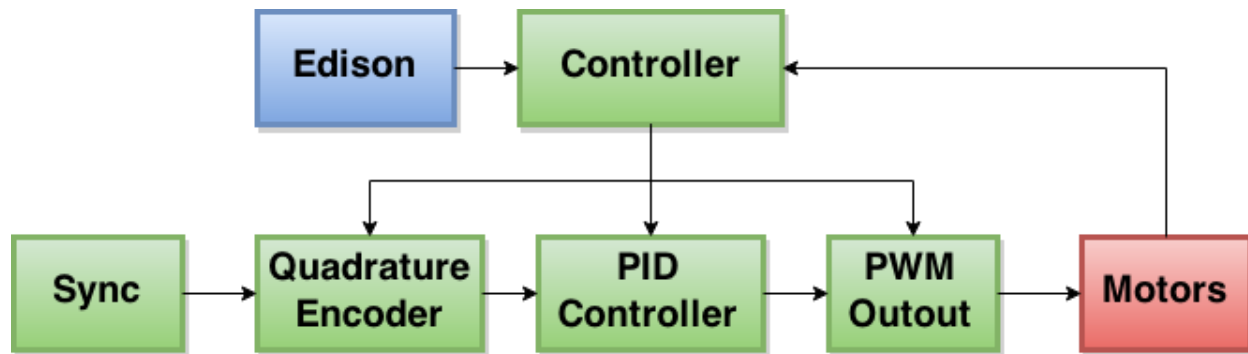 Edison
Controller
Sync
Quadrature
Encoder
PID
Controller
PWM
Outout
Motors